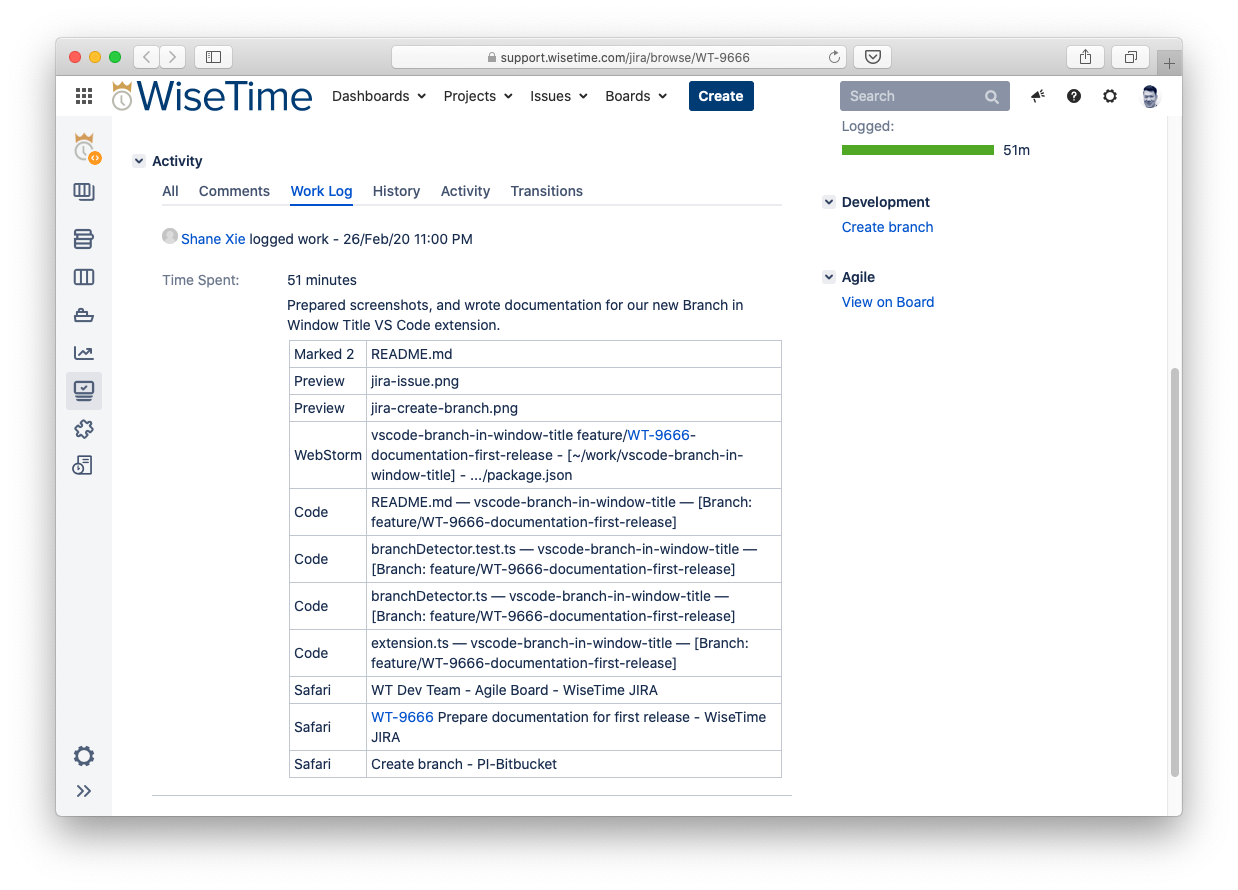 support.wisetime.com/jira/browse/WT-9666
WiseTime Dashboards Projects Issues Boards Create Search
Logged:
51m
Activity
All Comments Work Log History Activity Transitions
Shane Xie logged work - 26/Feb/20 11:00 PM
Time Spent: 51 minutes
Prepared screenshots, and wrote documentation for our new Branch in
Window Title VS Code extension.
Marked 2 README.md
Preview jira-issue.png
Preview jira-create-branch.png
WebStorm vscode-branch-in-window-title feature/WT-9666-
documentation-first-release - [~/work/vscode-branch-in-
window-title] - .../package.json
Code README.md — vscode-branch-in-window-title — [Branch:
feature/WT-9666-documentation-first-release]
Code branchDetector.test.ts — vscode-branch-in-window-title —
[Branch: feature/WT-9666-documentation-first-release]
Code branchDetector.ts — vscode-branch-in-window-title —
[Branch: feature/WT-9666-documentation-first-release]
Code extension.ts — vscode-branch-in-window-title — [Branch:
feature/WT-9666-documentation-first-release]
Safari WT Dev Team - Agile Board - WiseTime JIRA
Safari WT-9666 Prepare documentation for first release - WiseTime
JIRA
Safari Create branch - PI-Bitbucket
Development
Create branch
Agile
View on Board